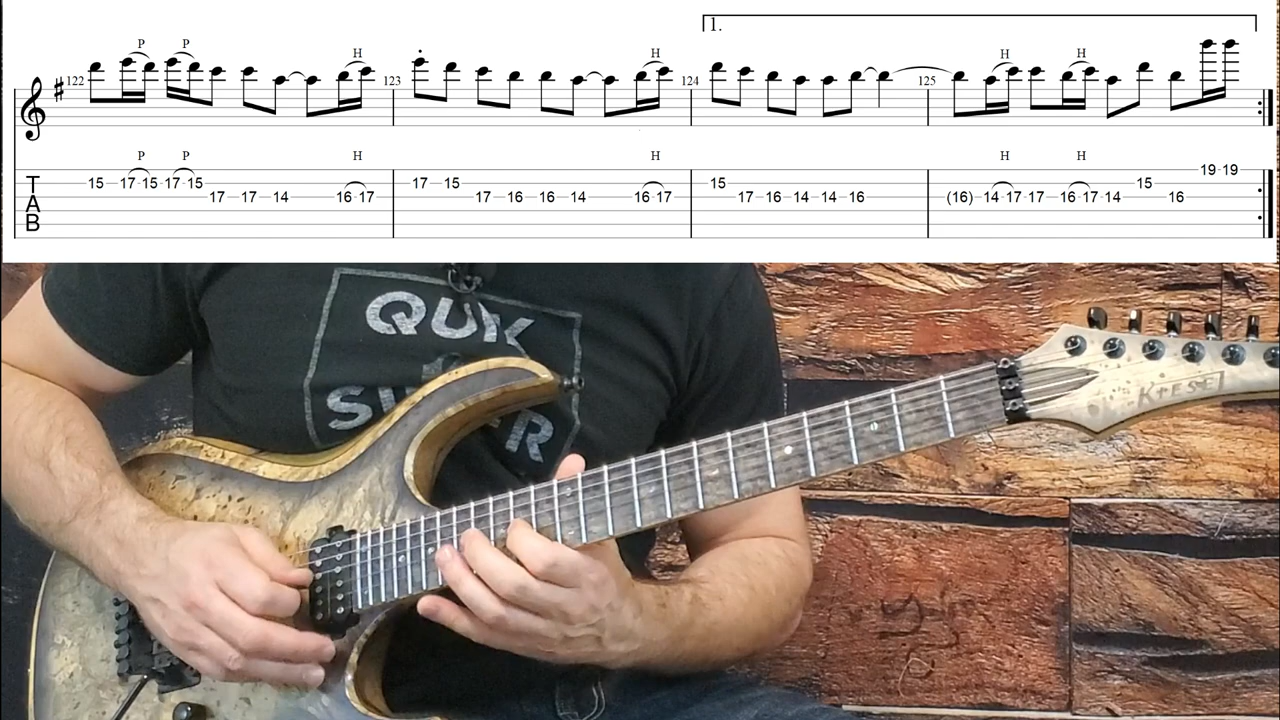 1.
P P H H H H
122 123 124 125
P P H H H H
19 19
15 17 15 17 15 17 15 15 15
T A B 17 17 14 16 17 17 16 16 14 16 17 17 16 14 14 16 (16) 14 17 17 16 17 14 16
QUIK
SILVER
KIESEL